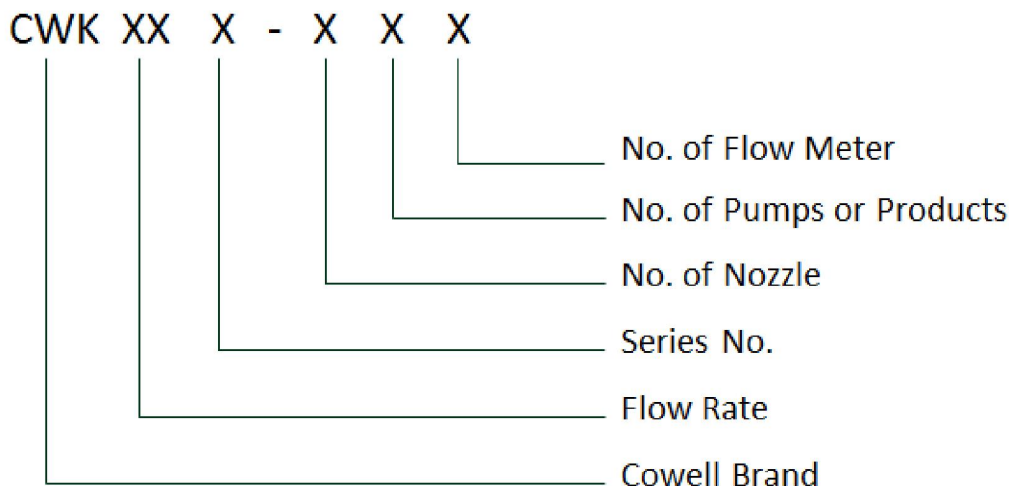 CWK XX X - X X X
No. of Flow Meter
No. of Pumps or Products
No. of Nozzle
Series No.
Flow Rate
Cowell Brand